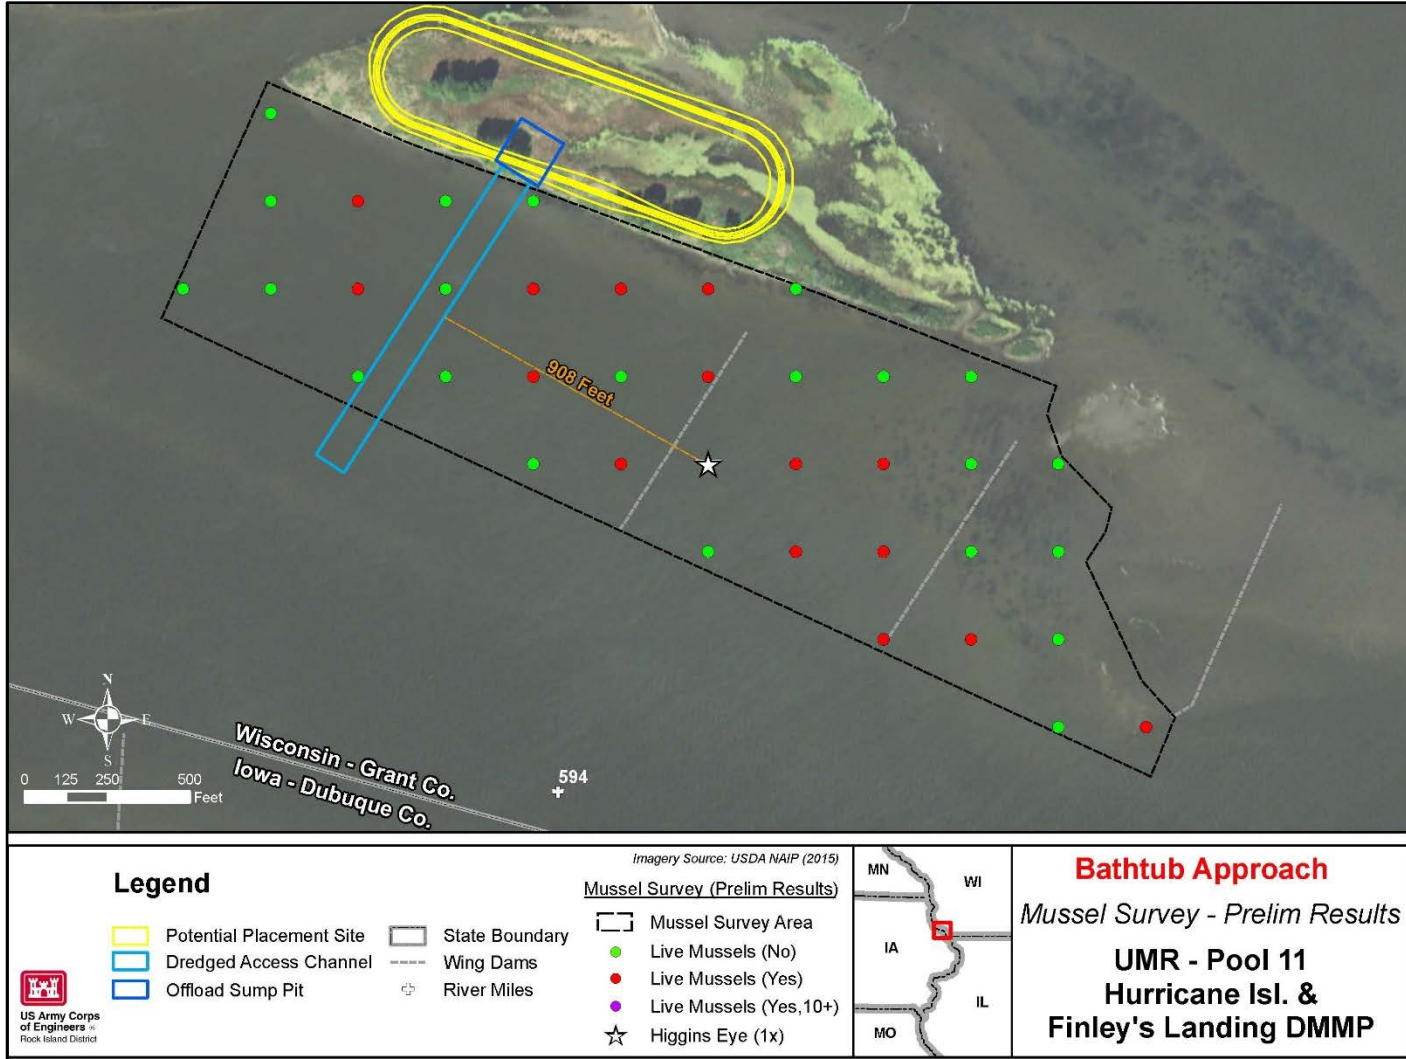 908 Feet
N
W E
S
0 125 250 500
Feet
Wisconsin - Grant Co.
Iowa - Dubuque Co.
594
Legend
Potential Placement Site
Dredged Access Channel
Offload Sump Pit
State Boundary
Wing Dams
River Miles
US Army Corps
of Engineers ®
Rock Island District
Imagery Source: USDA NAIP (2015)
Mussel Survey (Prelim Results)
Mussel Survey Area
Live Mussels (No)
Live Mussels (Yes)
Live Mussels (Yes,10+)
Higgins Eye (1x)
MN
WI
IA
IL
MO
Bathtub Approach
Mussel Survey - Prelim Results
UMR - Pool 11
Hurricane Isl. &
Finley's Landing DMMP